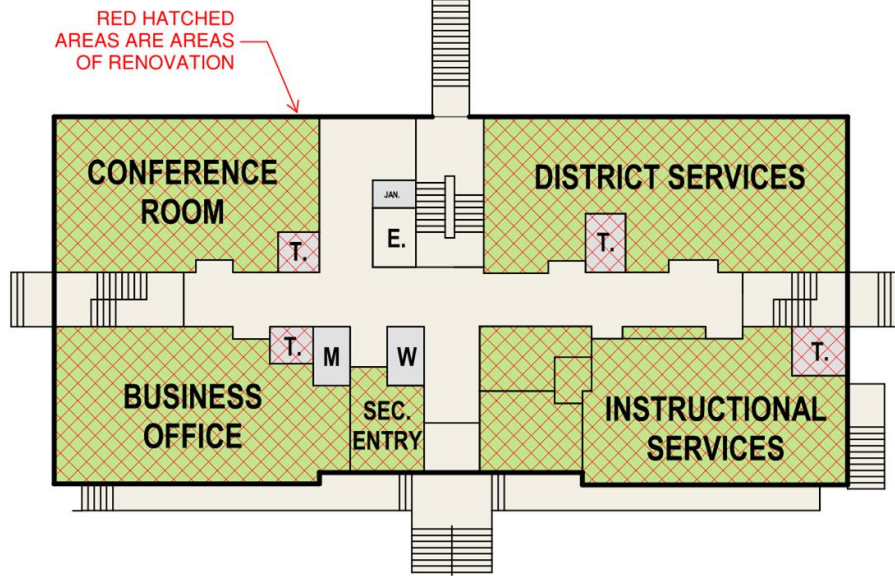 RED HATCHED
AREAS ARE AREAS
OF RENOVATION
CONFERENCE
ROOM
T.
JAN.
E.
DISTRICT SERVICES
T.
BUSINESS
OFFICE
T.
M
W
SEC.
ENTRY
INSTRUCTIONAL
SERVICES
T.